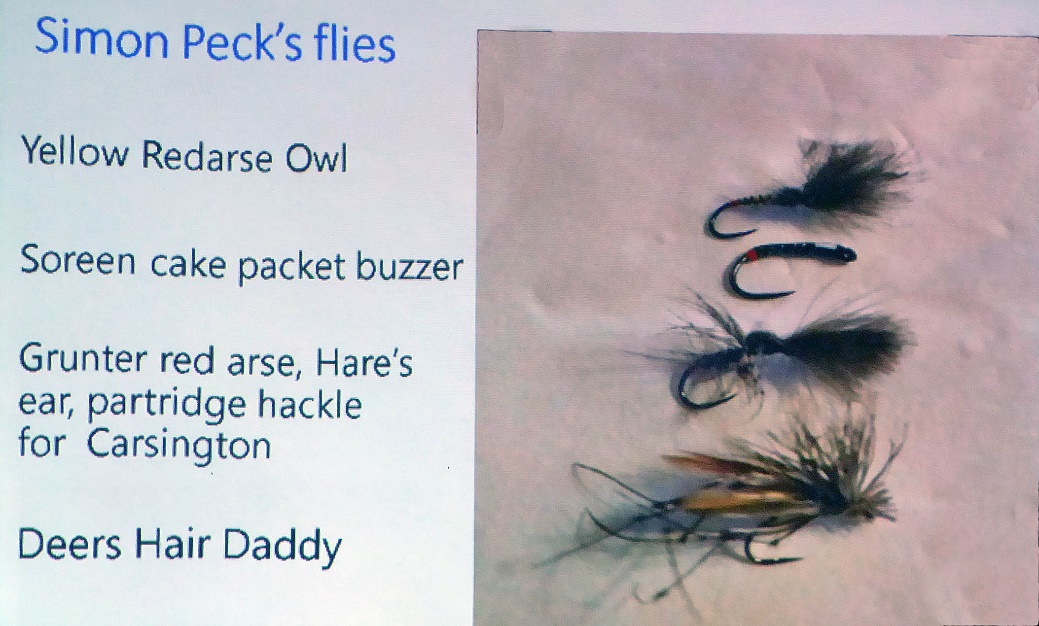 Simon Peck's flies
Yellow Redarse Owl
Soreen cake packet buzzer
Grunter red arse, Hare's
ear, partridge hackle
for Carsington
Deers Hair Daddy